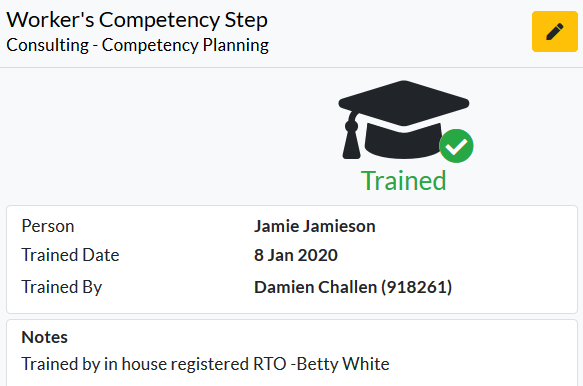 Worker's Competency Step
Consulting - Competency Planning
Trained
Person Jamie Jamieson
Trained Date 8 Jan 2020
Trained By Damien Challen (918261)
Notes
Trained by in house registered RTO -Betty White